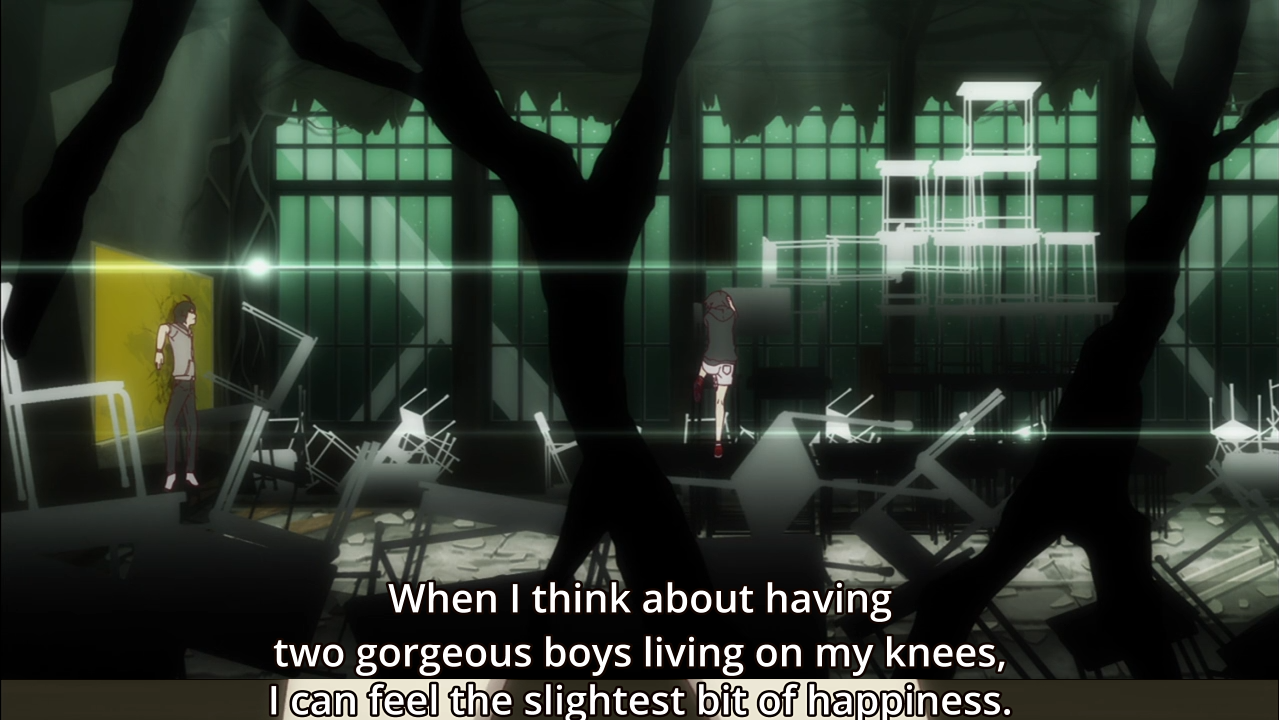 When I think about having
two gorgeous boys living on my knees,
I can feel the slightest bit of happiness.